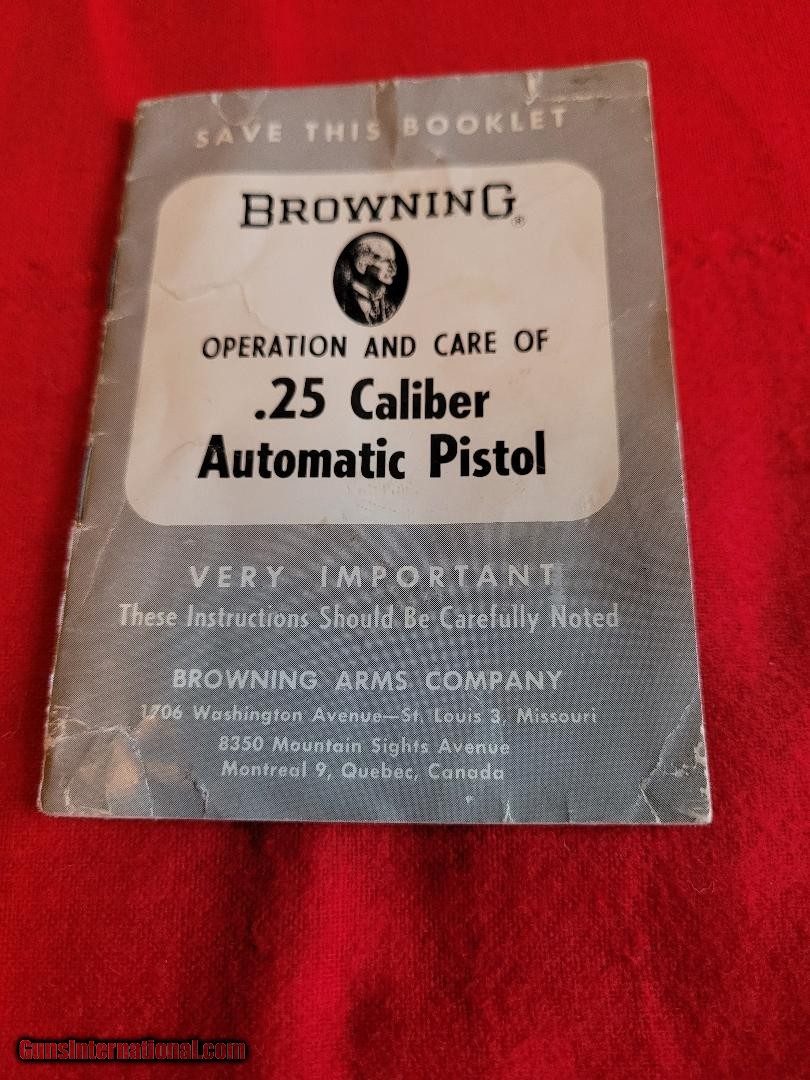 SAVE THIS BOOKLET
BROWNING®
OPERATION AND CARE OF
.25 Caliber
Automatic Pistol
VERY IMPORTANT
These Instructions Should Be Carefully Noted
BROWNING ARMS COMPANY
1706 Washington Avenue—St. Louis 3, Missouri
8350 Mountain Sights Avenue
Montreal 9, Quebec, Canada
GunsInternational.com